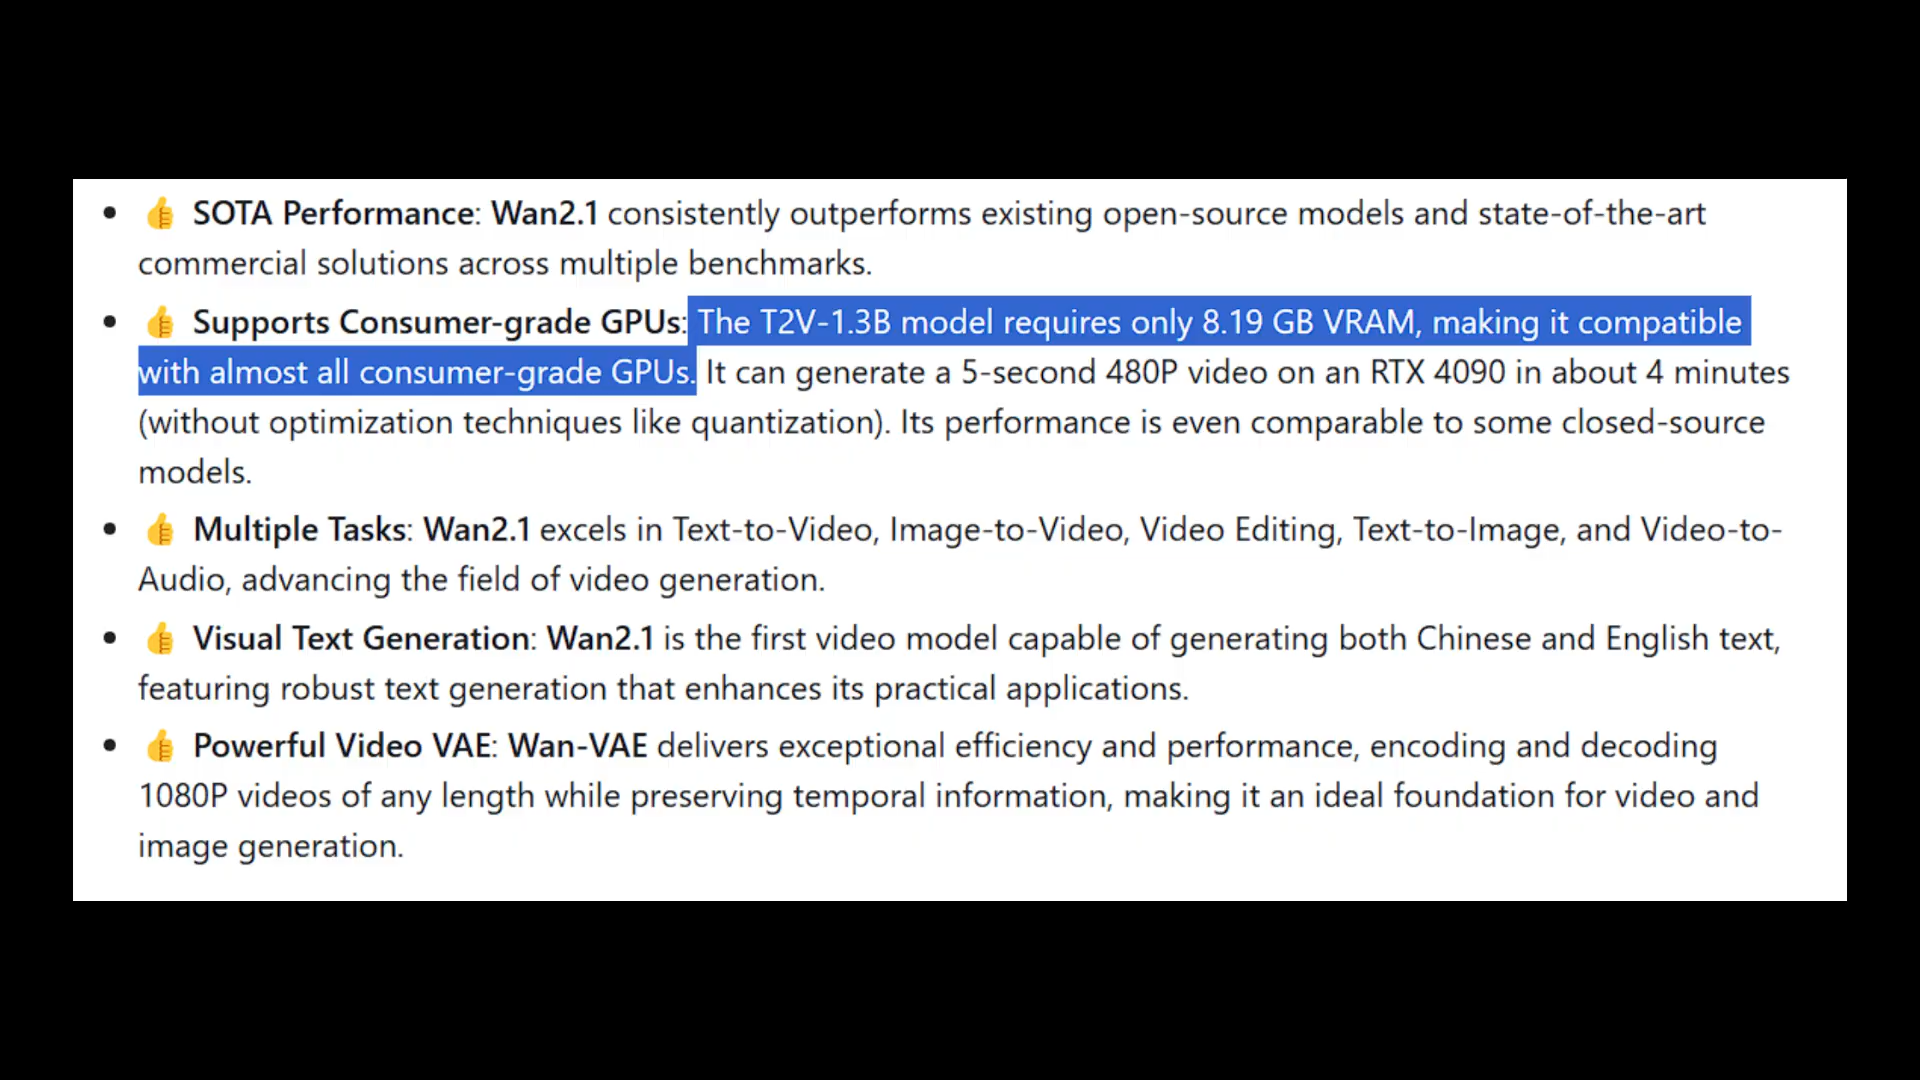 • 👍 SOTA Performance: Wan2.1 consistently outperforms existing open-source models and state-of-the-art
commercial solutions across multiple benchmarks.
• 👍 Supports Consumer-grade GPUs: The T2V-1.3B model requires only 8.19 GB VRAM, making it compatible
with almost all consumer-grade GPUs. It can generate a 5-second 480P video on an RTX 4090 in about 4 minutes
(without optimization techniques like quantization). Its performance is even comparable to some closed-source
models.
• 👍 Multiple Tasks: Wan2.1 excels in Text-to-Video, Image-to-Video, Video Editing, Text-to-Image, and Video-to-
Audio, advancing the field of video generation.
• 👍 Visual Text Generation: Wan2.1 is the first video model capable of generating both Chinese and English text,
featuring robust text generation that enhances its practical applications.
• 👍 Powerful Video VAE: Wan-VAE delivers exceptional efficiency and performance, encoding and decoding
1080P videos of any length while preserving temporal information, making it an ideal foundation for video and
image generation.